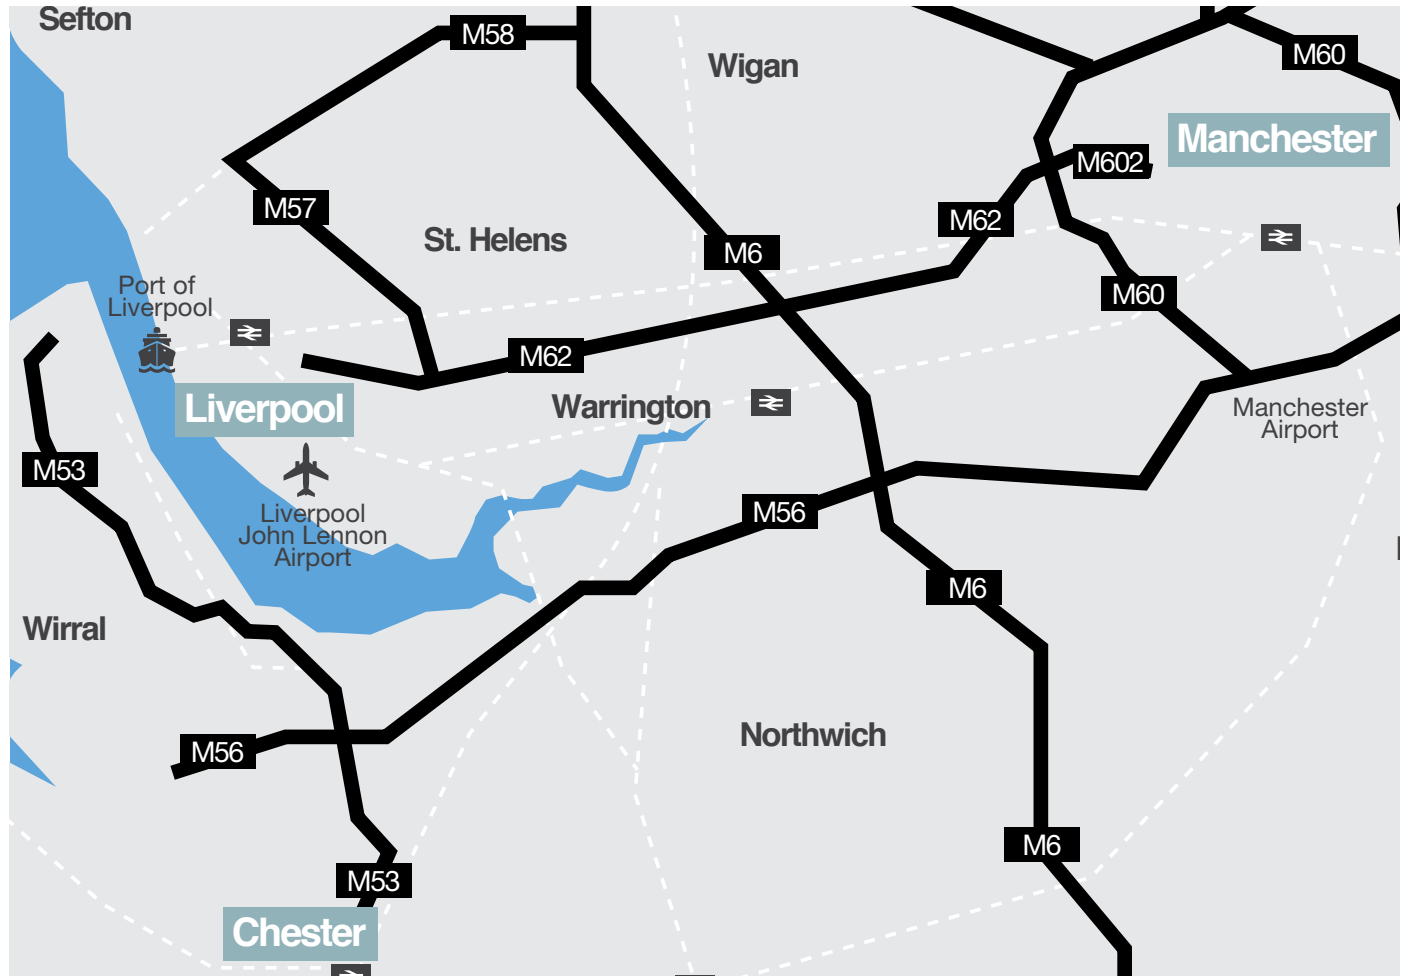 Sefton
M58
Wigan
M60
Manchester
M602
M57
M62
St. Helens
M6
Port of
Liverpool
M60
M62
Liverpool
Warrington
Manchester
Airport
M53
Liverpool
John Lennon
Airport
M56
M6
Wirral
Northwich
M56
M6
M53
Chester